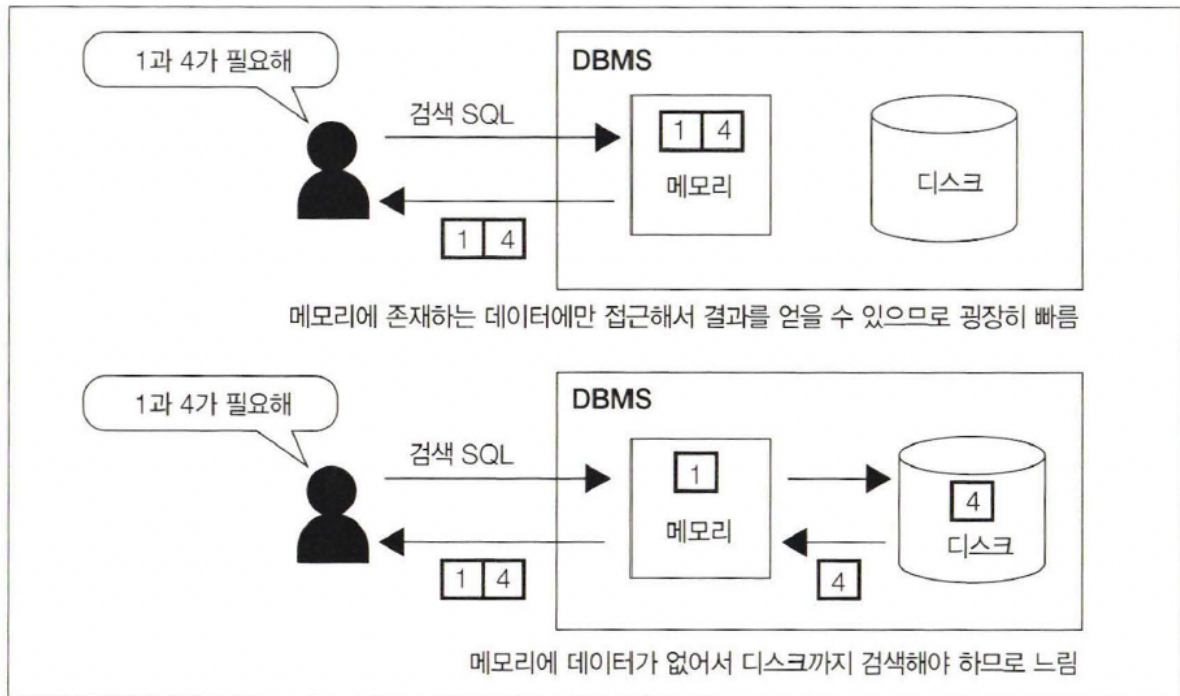 1과 4가 필요해
DBMS
검색 SQL
1 4
메모리
디스크
1 4
메모리에 존재하는 데이터에만 접근해서 결과를 얻을 수 있으므로 굉장히 빠름
1과 4가 필요해
DBMS
검색 SQL
1
메모리
4
디스크
1 4
4
메모리에 데이터가 없어서 디스크까지 검색해야 하므로 느림